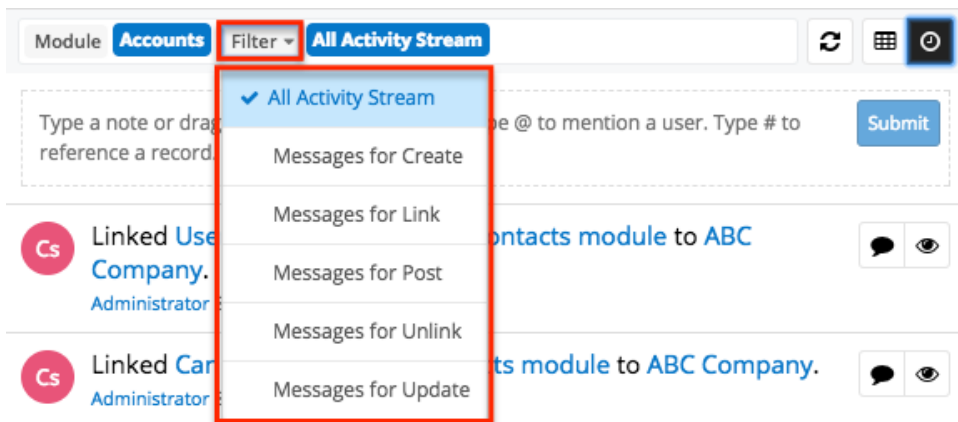 Module Accounts Filter All Activity Stream
All Activity Stream
Type a note or drag @ to mention a user. Type # to Submit
reference a record.
Messages for Create
Messages for Link
Cs Linked contacts module to ABC
Company.
Messages for Post
Administrator
Messages for Unlink
Cs Linked module to ABC Company.
Messages for Update
Administrator